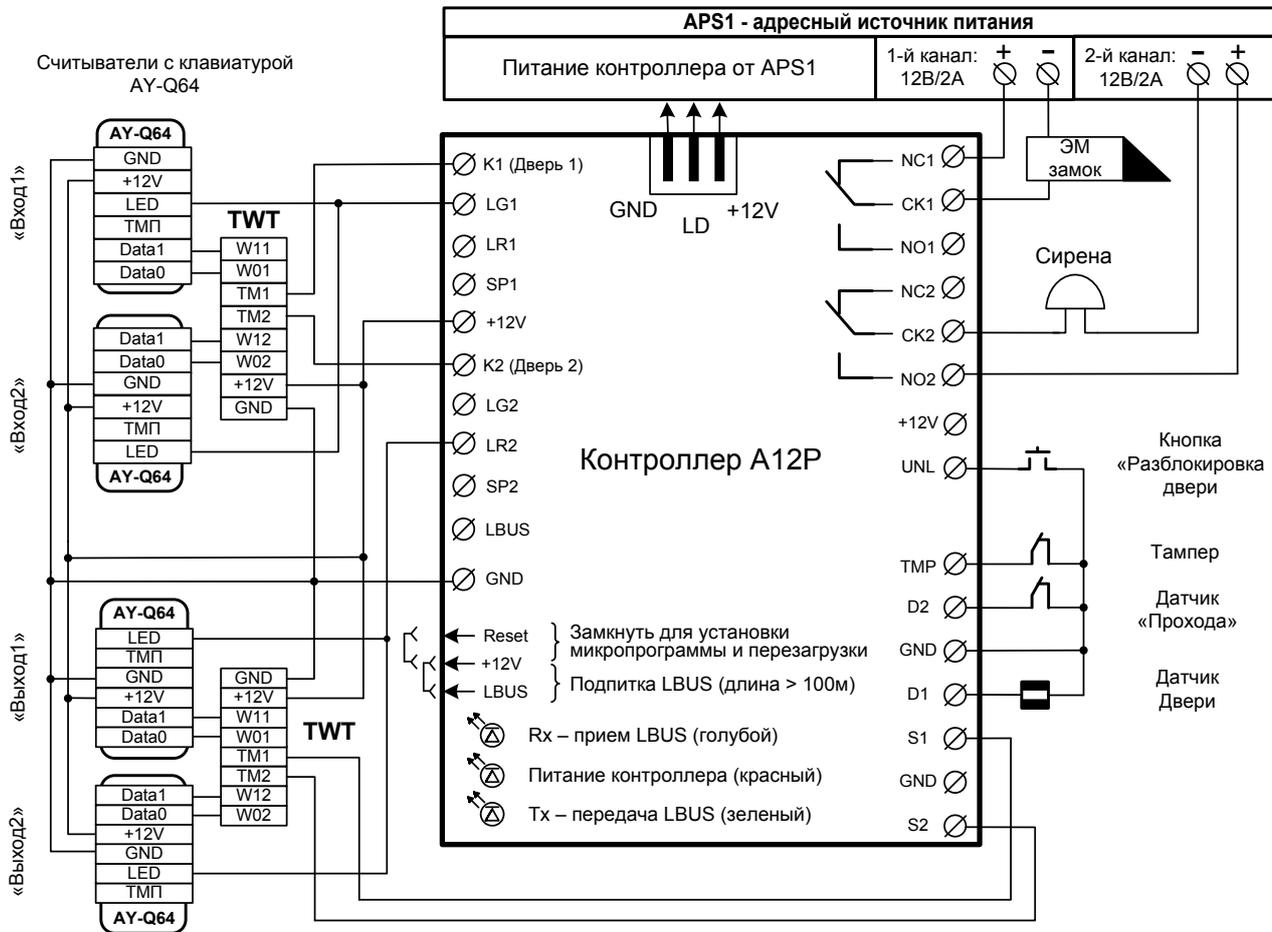 APS1 - адресный источник питания
Питание контроллера от APS1
1-й канал:
12В/2А
+
-
2-й канал:
12В/2А
-
+
Считыватели с клавиатурой
AY-Q64
«Вход1»
AY-Q64
GND
+12V
LED
ТМП
Data1
Data0
TWT
W11
W01
TM1
TM2
W12
W02
+12V
GND
«Вход2»
Data1
Data0
GND
+12V
ТМП
LED
AY-Q64
«Выход1»
AY-Q64
LED
ТМП
GND
+12V
Data1
Data0
GND
+12V
W11
W01
TM1
TM2
W12
W02
TWT
«Выход2»
Data1
Data0
+12V
GND
LED
ТМП
AY-Q64
K1 (Дверь 1)
LG1
LR1
SP1
+12V
K2 (Дверь 2)
LG2
LR2
SP2
LBUS
GND
GND
LD
+12V
Контроллер A12P
Reset
+12V
LBUS
Замкнуть для установки
микропрограммы и перезагрузки
Подпитка LBUS (длина > 100м)
Rx – прием LBUS (голубой)
Питание контроллера (красный)
Tx – передача LBUS (зеленый)
NC1
CK1
NO1
NC2
CK2
NO2
+12V
UNL
TMP
D2
GND
D1
S1
GND
S2
ЭМ
замок
Сирена
Кнопка
«Разблокировка
двери
Тампер
Датчик
«Прохода»
Датчик
Двери